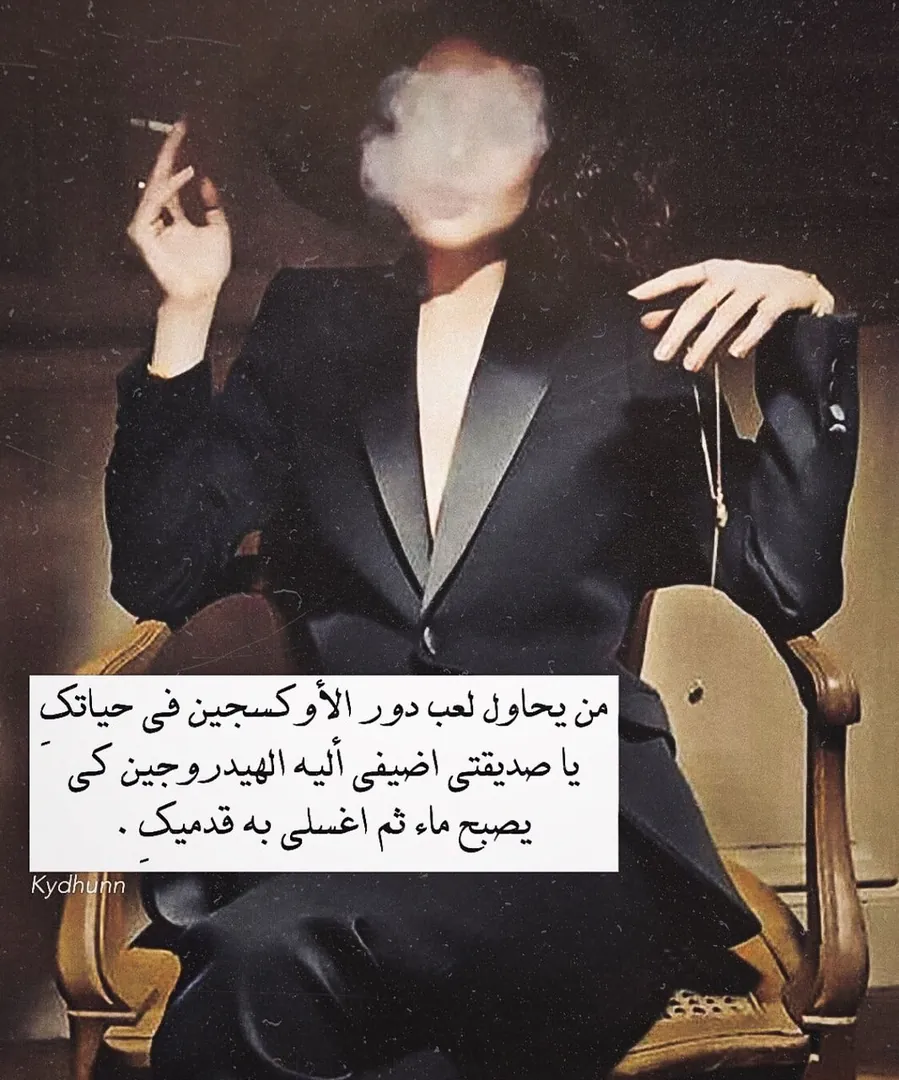 من يحاول لعب دور الأوكسجين في حياتكِ
يا صديقتي اضيفي أليه الهيدروجين كي
يصبح ماء ثم اغسلي به قدميكِ .
Kydhunn